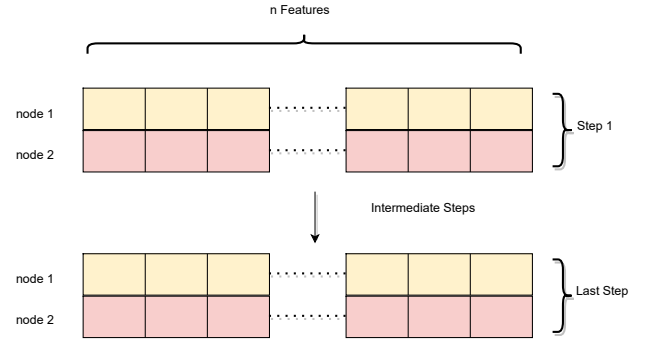 n Features
node 1
node 2
Step 1
Intermediate Steps
node 1
node 2
Last Step